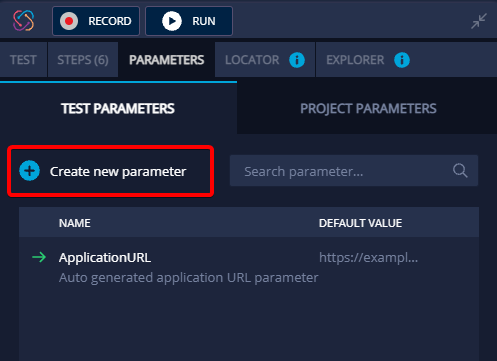 RECORD RUN
TEST STEPS (6) PARAMETERS LOCATOR i EXPLORER i
TEST PARAMETERS PROJECT PARAMETERS
Create new parameter Search parameter...
NAME DEFAULT VALUE
ApplicationURL https://exampl...
Auto generated application URL parameter